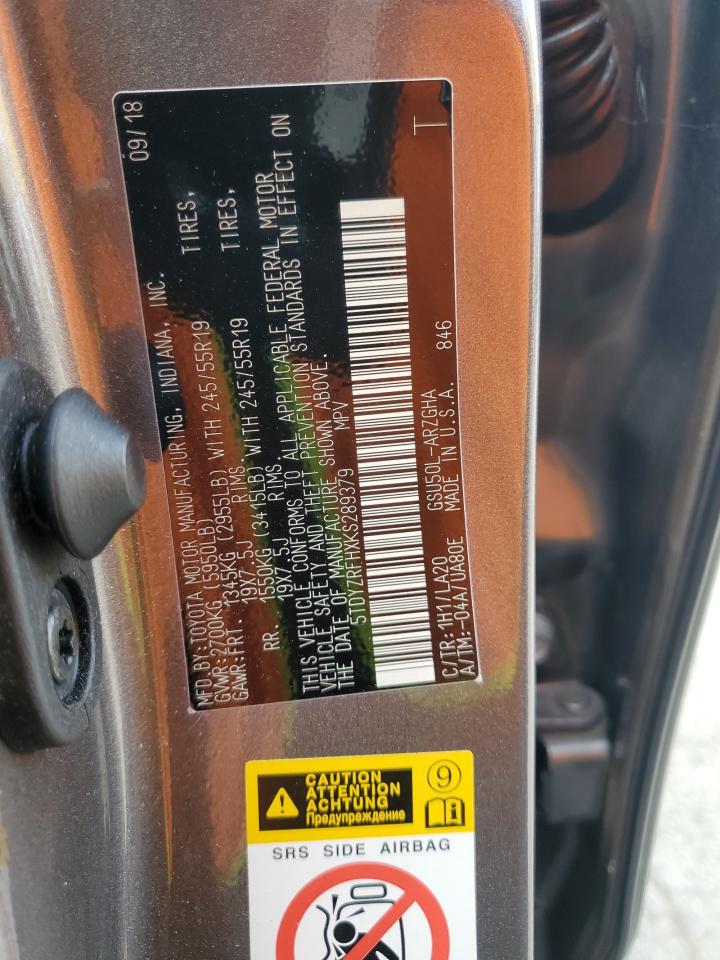 MFD.BY:TOYOTA MOTOR MANUFACTURING, INDIANA, INC. 09/18
GVWR:2700KG (5950LB)
GAWR:FRT. 1345KG (2955LB) WITH 245/55R19 TIRES,
19X7.5J RIMS
RR. 1550KG (3415LB) WITH 245/55R19 TIRES,
19X7.5J RIMS
THIS VEHICLE CONFORMS TO ALL APPLICABLE FEDERAL MOTOR
VEHICLE SAFETY AND THEFT PREVENTION STANDARDS IN EFFECT ON
THE DATE OF MANUFACTURE SHOWN ABOVE.
5TDYZRFHXKS289379 MPV
T
C/TR:1H1/LA20 GSU50L-ARZGHA
A/TM:-04A/UA80E MADE IN U.S.A. 846
CAUTION
ATTENTION
ACHTUNG
Предупреждение
9
i
SRS SIDE AIRBAG